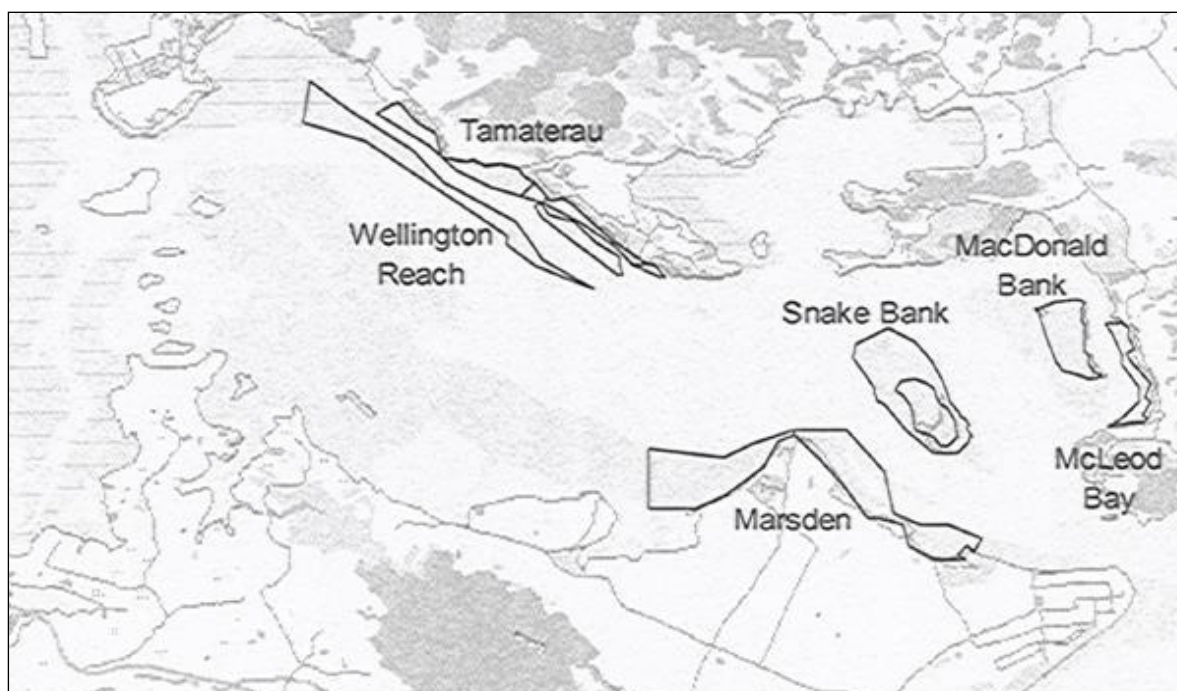 Tamaterau
Wellington
Reach
MacDonald
Bank
Snake Bank
McLeod
Bay
Marsden